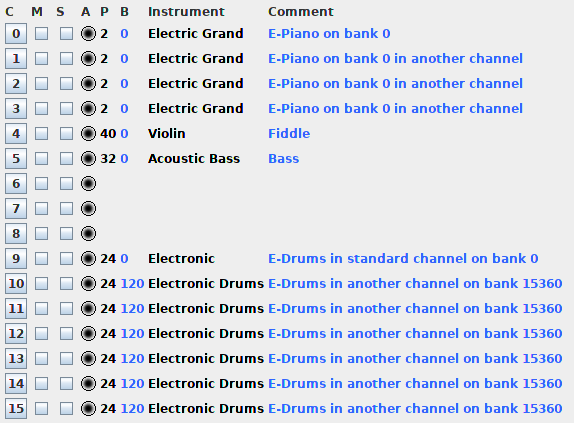 C M S A P B Instrument Comment
0 2 0 Electric Grand E-Piano on bank 0
1 2 0 Electric Grand E-Piano on bank 0 in another channel
2 2 0 Electric Grand E-Piano on bank 0 in another channel
3 2 0 Electric Grand E-Piano on bank 0 in another channel
4 40 0 Violin Fiddle
5 32 0 Acoustic Bass Bass
6
7
8
9 24 0 Electronic E-Drums in standard channel on bank 0
10 24 120 Electronic Drums E-Drums in another channel on bank 15360
11 24 120 Electronic Drums E-Drums in another channel on bank 15360
12 24 120 Electronic Drums E-Drums in another channel on bank 15360
13 24 120 Electronic Drums E-Drums in another channel on bank 15360
14 24 120 Electronic Drums E-Drums in another channel on bank 15360
15 24 120 Electronic Drums E-Drums in another channel on bank 15360